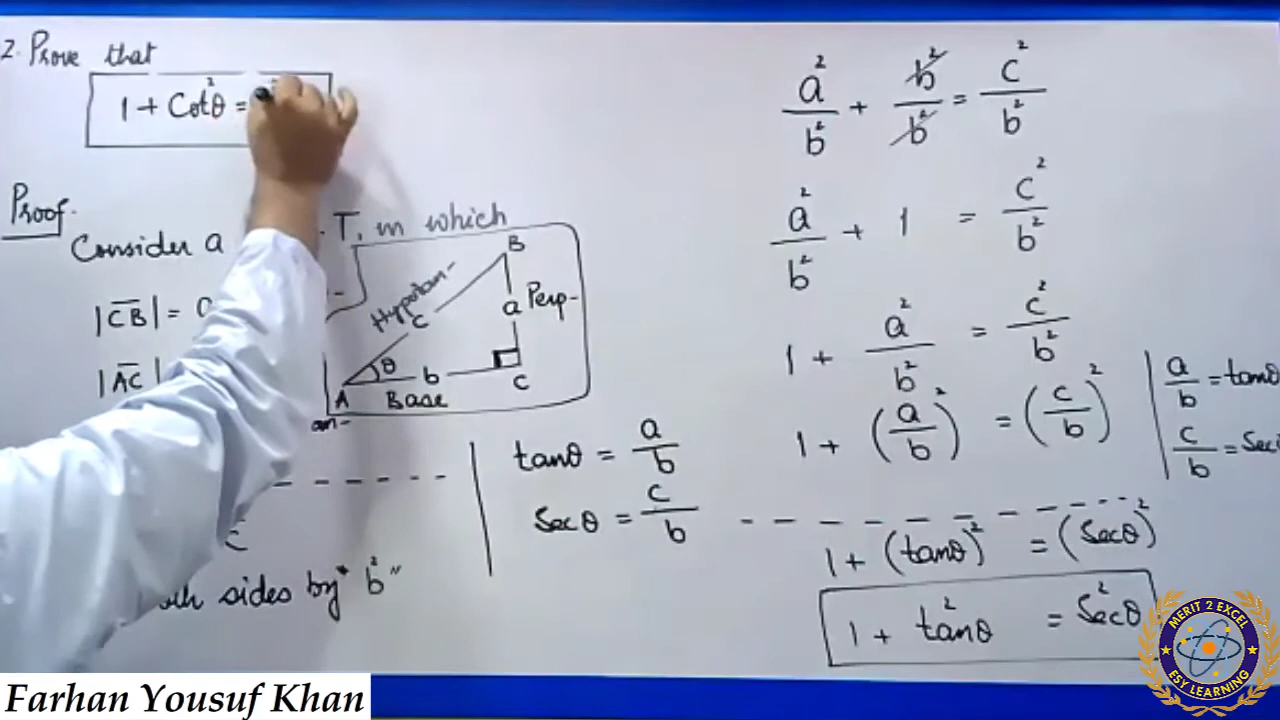 2. Prove that
1 + Cot²θ =
Proof.
Consider a . T, in which
|CB| =
|AC|
B
Hypotan-
c
a Perp-
θ
b
A Base C
an-
c
sides by "b²"
tanθ = a/b
Secθ = c/b
a²/b² + b²/b² = c²/b²
a²/b² + 1 = c²/b²
1 + a²/b² = c²/b²
1 + (a/b)² = (c/b)²
a/b = tanθ
c/b = Sec
1 + (tanθ)² = (Secθ)²
1 + tan²θ = Sec²θ
MERIT 2 EXCEL
ESY LEARNING
Farhan Yousuf Khan